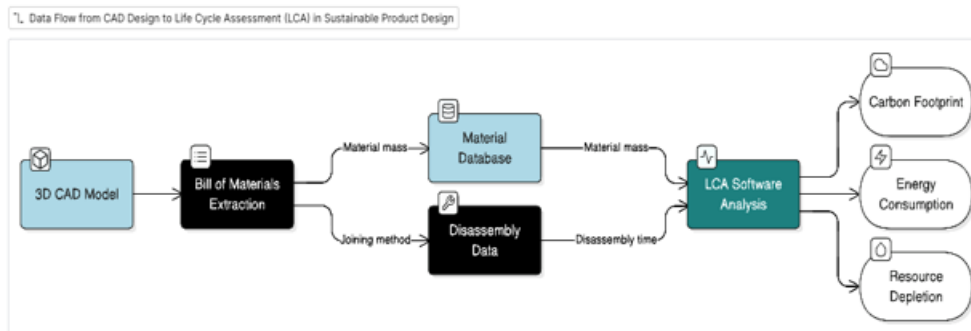 Data Flow from CAD Design to Life Cycle Assessment (LCA) in Sustainable Product Design
3D CAD Model
Bill of Materials
Extraction
Material mass
Joining method
Material
Database
Disassembly
Data
Material mass
Disassembly time
LCA Software
Analysis
Carbon Footprint
Energy
Consumption
Resource
Depletion